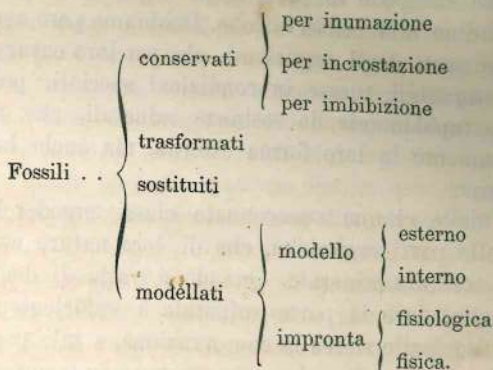 per inumazione
conservati
per incrostazione
per imbibizione
trasformati
Fossili . .
sostituiti
esterno
modello
interno
modellati
fisiologica
impronta
fisica.